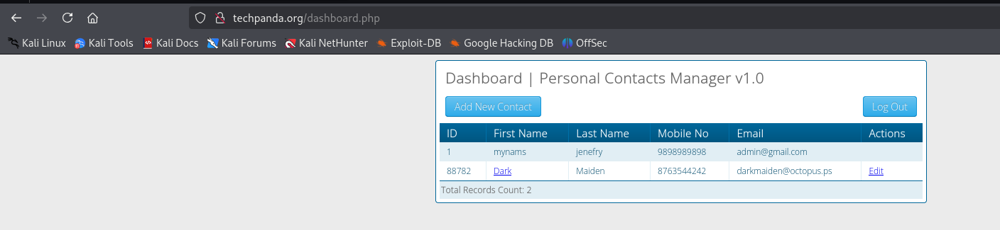 techpanda.org/dashboard.php
Kali Linux Kali Tools Kali Docs Kali Forums Kali NetHunter Exploit-DB Google Hacking DB OffSec
Dashboard | Personal Contacts Manager v1.0
Add New Contact Log Out
ID First Name Last Name Mobile No Email Actions
1 mynams jenefry 9898989898 admin@gmail.com
88782 Dark Maiden 8763544242 darkmaiden@octopus.ps Edit
Total Records Count: 2